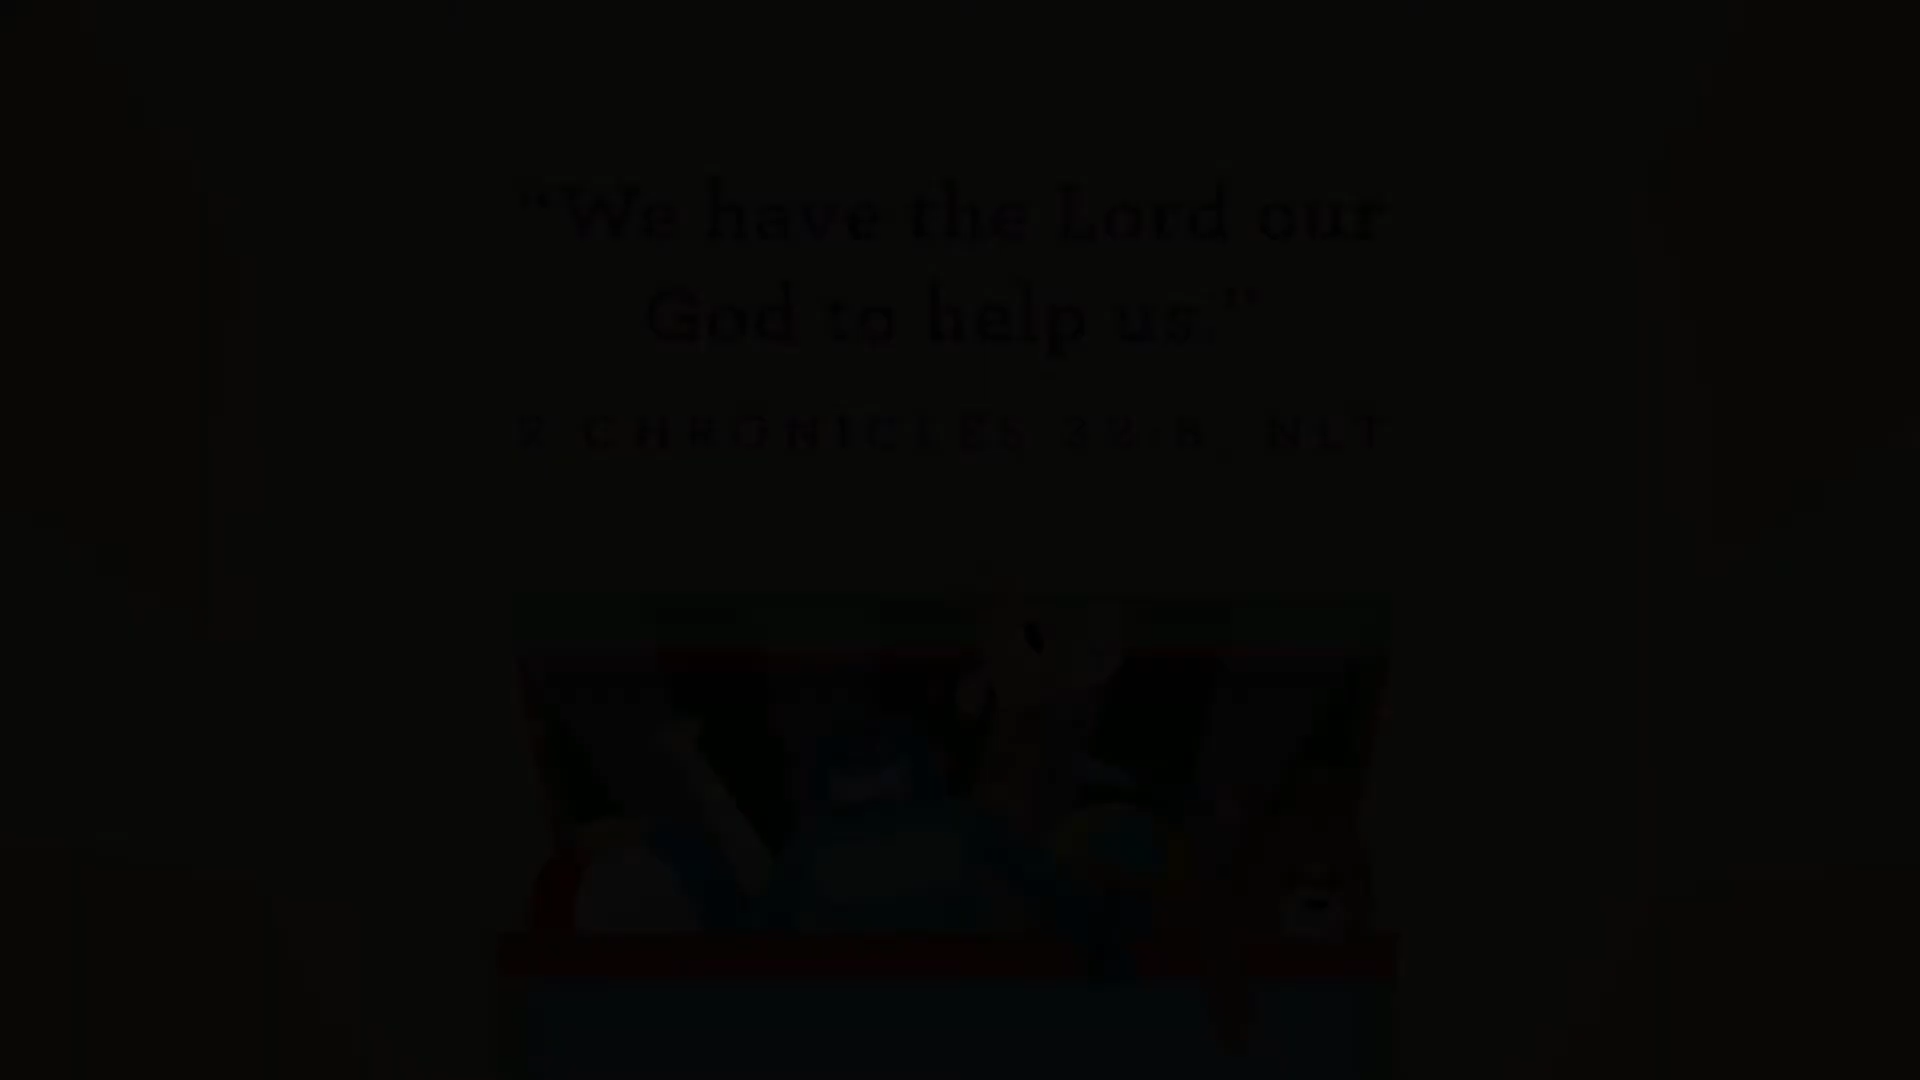 “We have the Lord our
God to help us.”
2 CHRONICLES 32:8, NLT